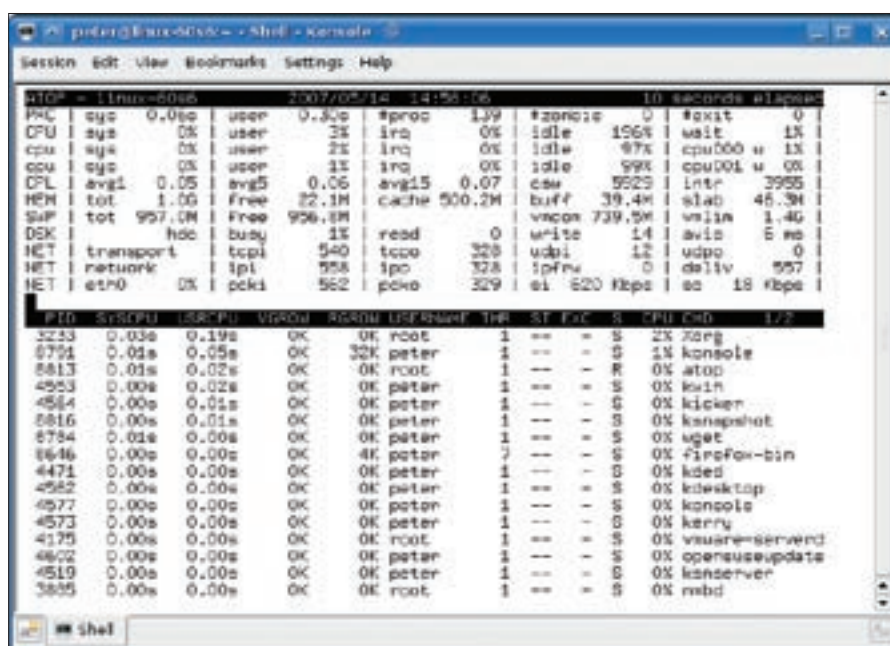 peter@linux-60s6:~ - Shell - Konsole
Session Edit View Bookmarks Settings Help
ATOP - linux-60s6 2007/05/14 14:56:06 10 seconds elapsed
PRC | sys 0.06s | user 0.30s | #proc 139 | #zombie 0 | #exit 0 |
CPU | sys 0% | user 3% | irq 0% | idle 196% | wait 1% |
cpu | sys 0% | user 2% | irq 0% | idle 97% | cpu000 w 1% |
cpu | sys 0% | user 1% | irq 0% | idle 99% | cpu001 w 0% |
CPL | avg1 0.05 | avg5 0.06 | avg15 0.07 | csw 5929 | intr 3955 |
MEM | tot 1.0G | free 22.1M | cache 500.2M | buff 39.4M | slab 46.3M |
SWP | tot 957.0M | free 956.8M | | vmcom 739.5M | vmlim 1.4G |
DSK | hdc | busy 1% | read 0 | write 14 | avio 6 ms |
NET | transport | tcpi 540 | tcpo 328 | udpi 12 | udpo 0 |
NET | network | ipi 558 | ipo 328 | ipfrw 0 | deliv 557 |
NET | eth0 0% | pcki 562 | pcko 329 | si 620 Kbps | so 18 Kbps |
PID SYSCPU USRCPU VGROW RGROW USERNAME THR ST EXC S CPU CMD 1/2
3233 0.03s 0.19s 0K 0K root 1 -- - S 2% Xorg
8791 0.01s 0.05s 0K 32K peter 1 -- - S 1% konsole
8813 0.01s 0.02s 0K 0K root 1 -- - R 0% atop
4553 0.00s 0.02s 0K 0K peter 1 -- - S 0% kwin
4564 0.00s 0.01s 0K 0K peter 1 -- - S 0% kicker
8816 0.00s 0.01s 0K 0K peter 1 -- - S 0% ksnapshot
8784 0.01s 0.00s 0K 0K peter 1 -- - S 0% wget
8646 0.00s 0.00s 0K 4K peter 7 -- - S 0% firefox-bin
4471 0.00s 0.00s 0K 0K peter 1 -- - S 0% kded
4562 0.00s 0.00s 0K 0K peter 1 -- - S 0% kdesktop
4577 0.00s 0.00s 0K 0K peter 1 -- - S 0% konsole
4573 0.00s 0.00s 0K 0K peter 1 -- - S 0% kerry
4175 0.00s 0.00s 0K 0K root 1 -- - S 0% vmware-serverd
4602 0.00s 0.00s 0K 0K peter 1 -- - S 0% opensuseupdate
4519 0.00s 0.00s 0K 0K peter 1 -- - S 0% ksmserver
0.00s 0.00s 0K 0K root 1 -- - S 0% nmbd
Shell